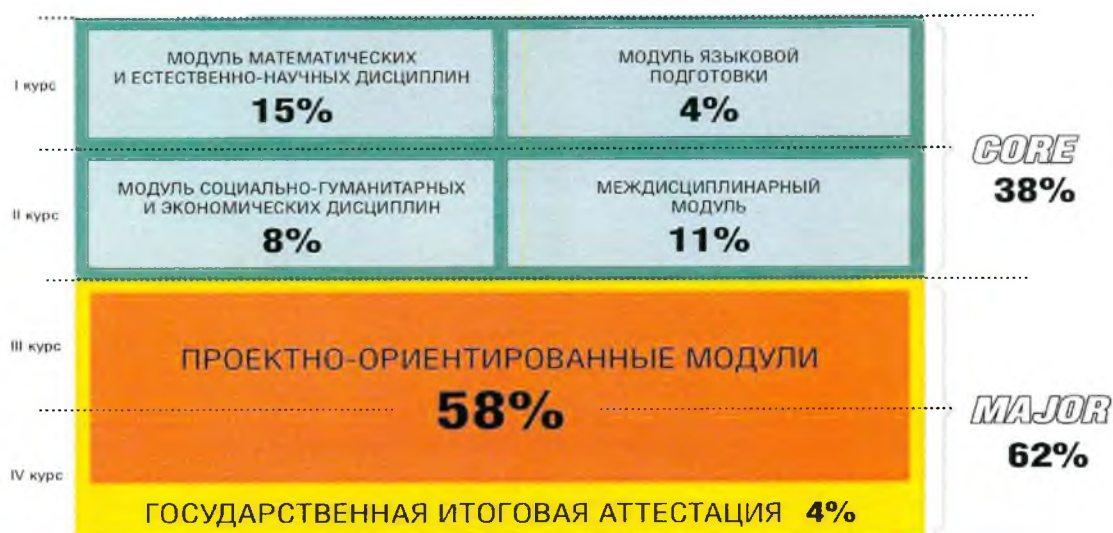 I курс
МОДУЛЬ МАТЕМАТИЧЕСКИХ
И ЕСТЕСТВЕННО-НАУЧНЫХ ДИСЦИПЛИН
15%
МОДУЛЬ ЯЗЫКОВОЙ
ПОДГОТОВКИ
4%
II курс
МОДУЛЬ СОЦИАЛЬНО-ГУМАНИТАРНЫХ
И ЭКОНОМИЧЕСКИХ ДИСЦИПЛИН
8%
МЕЖДИСЦИПЛИНАРНЫЙ
МОДУЛЬ
11%
CORE
38%
III курс
ПРОЕКТНО-ОРИЕНТИРОВАННЫЕ МОДУЛИ
58%
IV курс
ГОСУДАРСТВЕННАЯ ИТОГОВАЯ АТТЕСТАЦИЯ 4%
MAJOR
62%